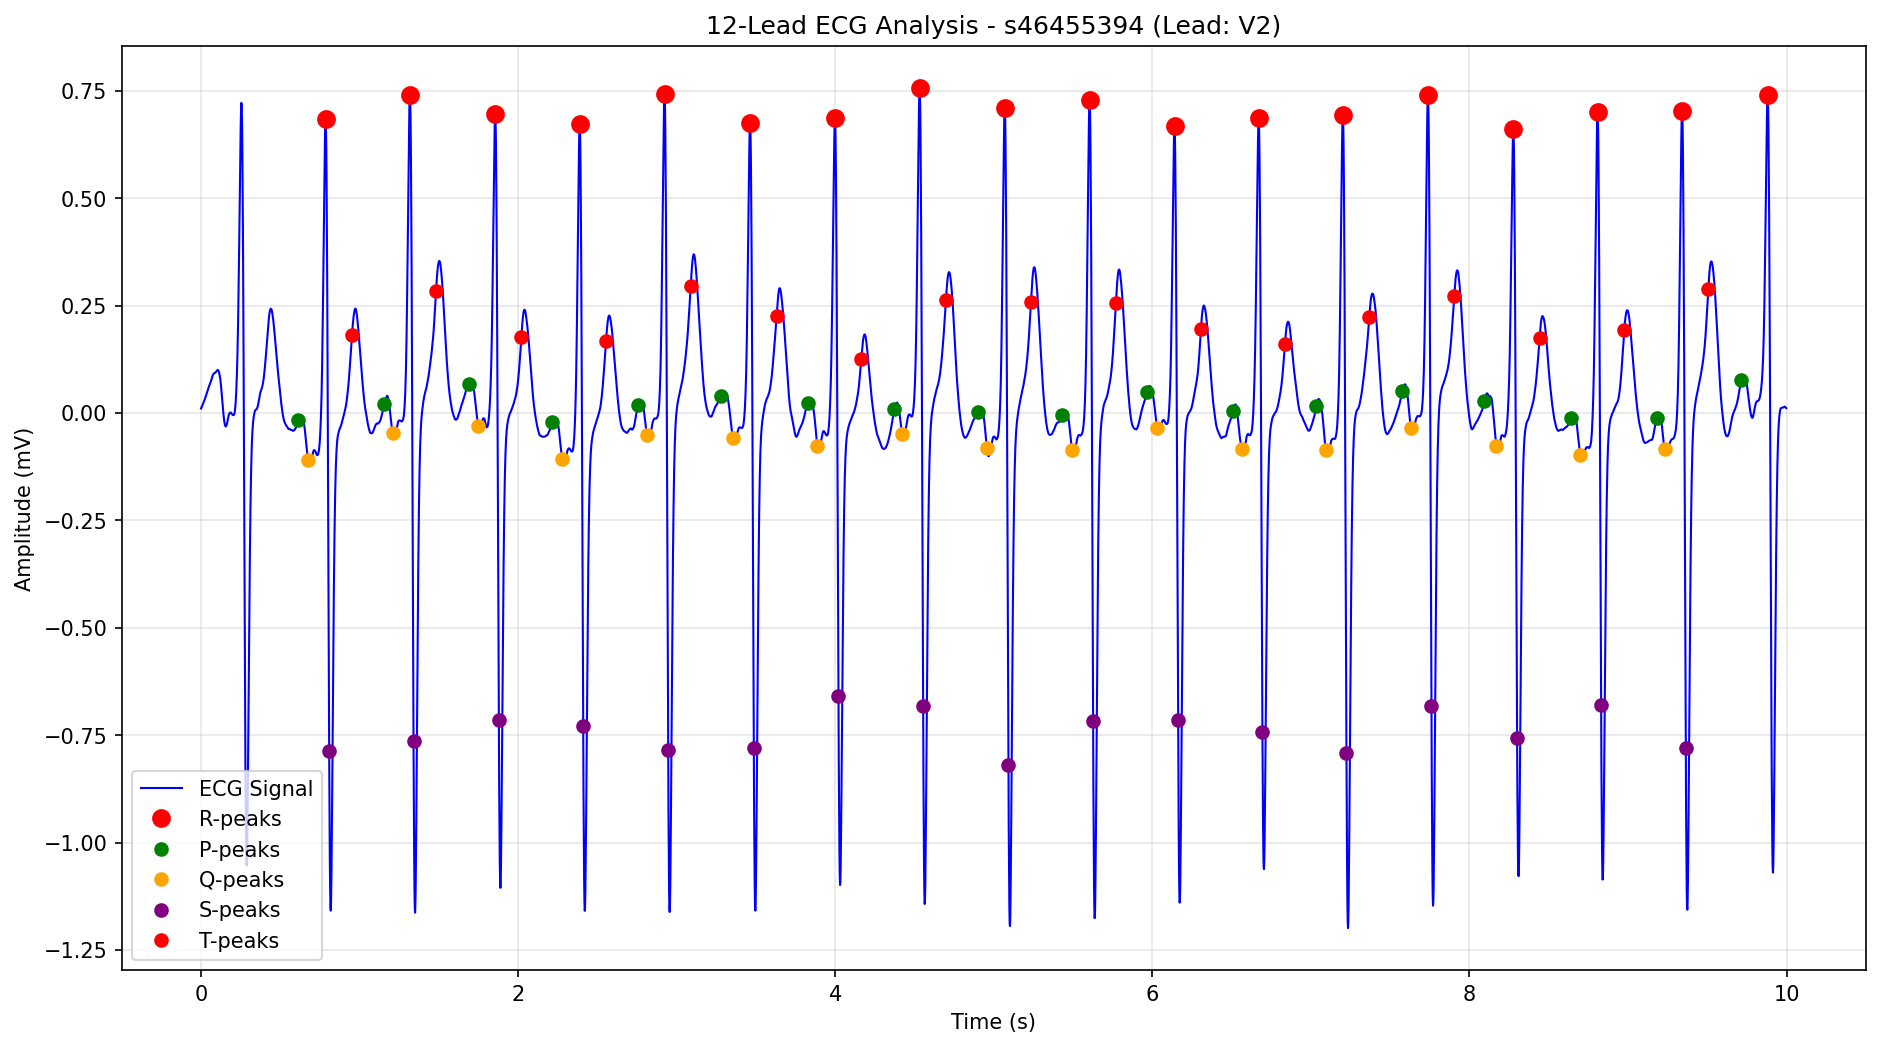 12-Lead ECG Analysis - s46455394 (Lead: V2)
Amplitude (mV)
0.75
0.50
0.25
0.00
−0.25
−0.50
−0.75
−1.00
−1.25
ECG Signal
R-peaks
P-peaks
Q-peaks
S-peaks
T-peaks
0 2 4 6 8 10
Time (s)